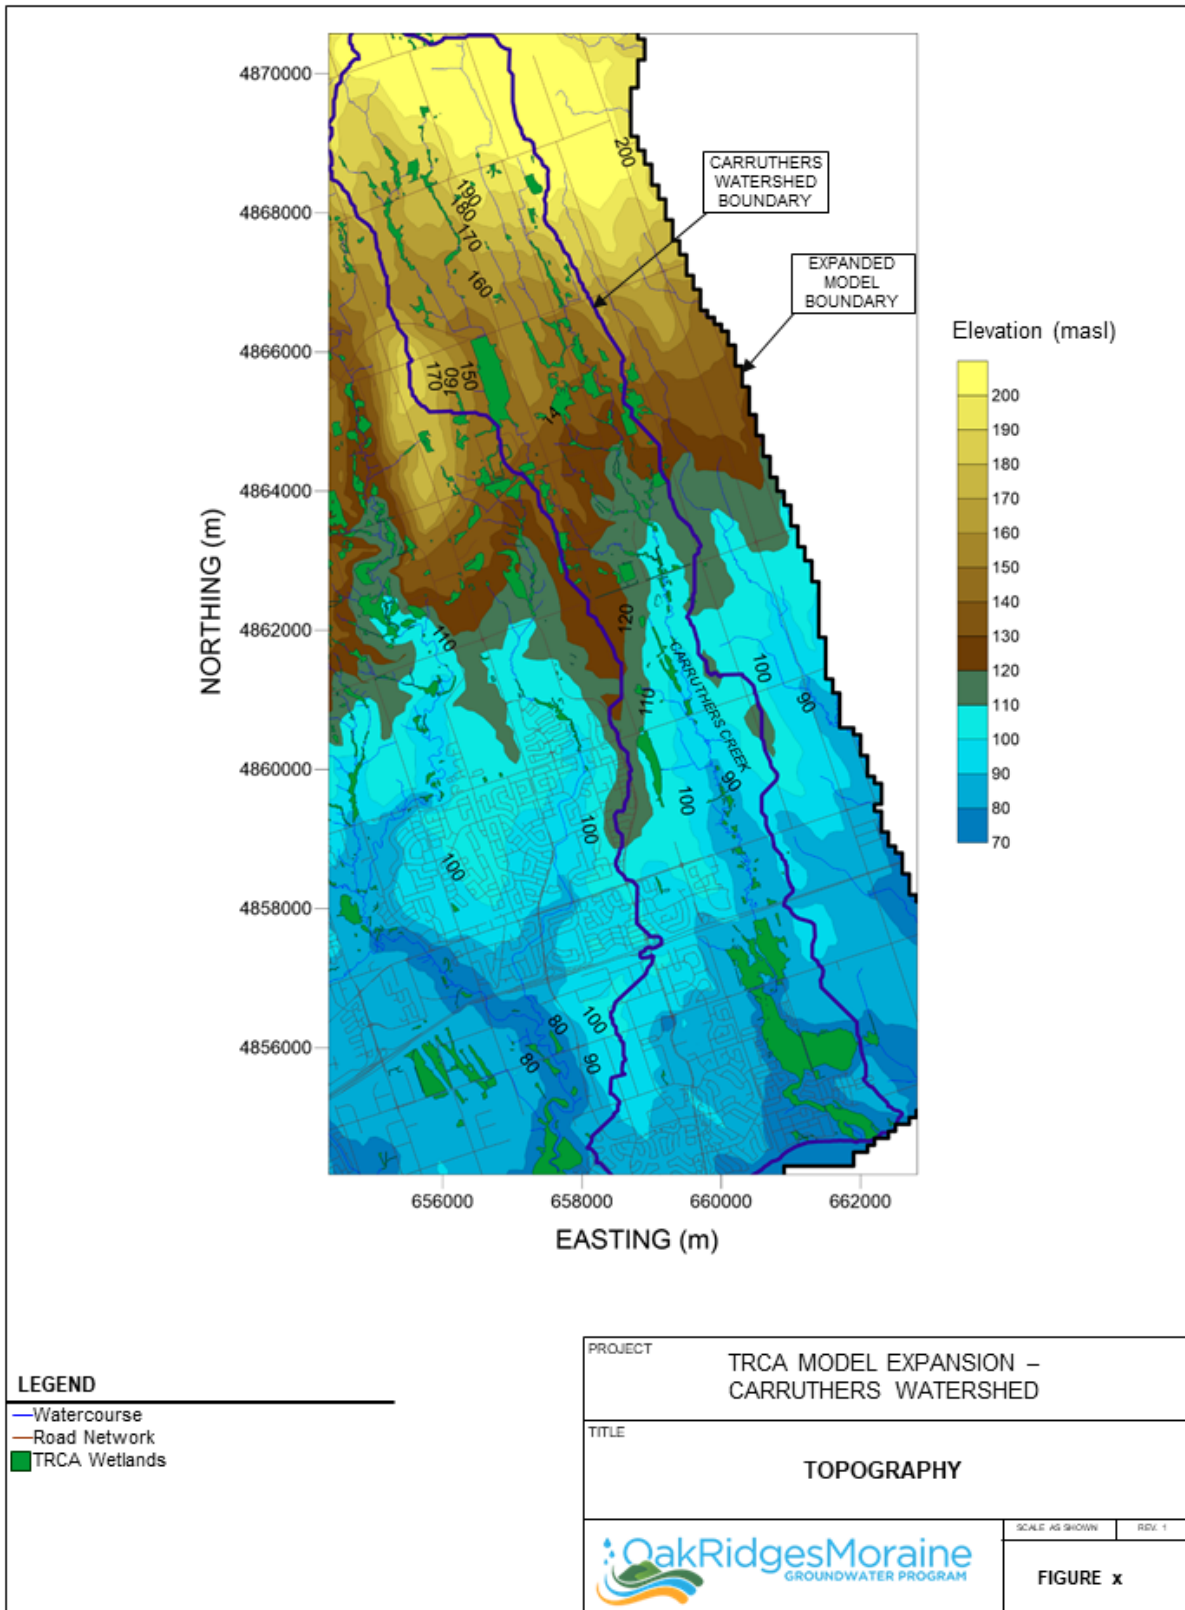 4870000
4868000
4866000
4864000
4862000
4860000
4858000
4856000
NORTHING (m)
656000
658000
660000
662000
EASTING (m)
200
190
180
170
160
150
160
170
14
120
110
110
100
90
CARRUTHERS CREEK
90
100
100
100
100
90
80
80
CARRUTHERS
WATERSHED
BOUNDARY
EXPANDED
MODEL
BOUNDARY
Elevation (masl)
200
190
180
170
160
150
140
130
120
110
100
90
80
70
LEGEND
Watercourse
Road Network
TRCA Wetlands
PROJECT
TRCA MODEL EXPANSION –
CARRUTHERS WATERSHED
TITLE
TOPOGRAPHY
OakRidgesMoraine
GROUNDWATER PROGRAM
SCALE AS SHOWN
REV. 1
FIGURE x